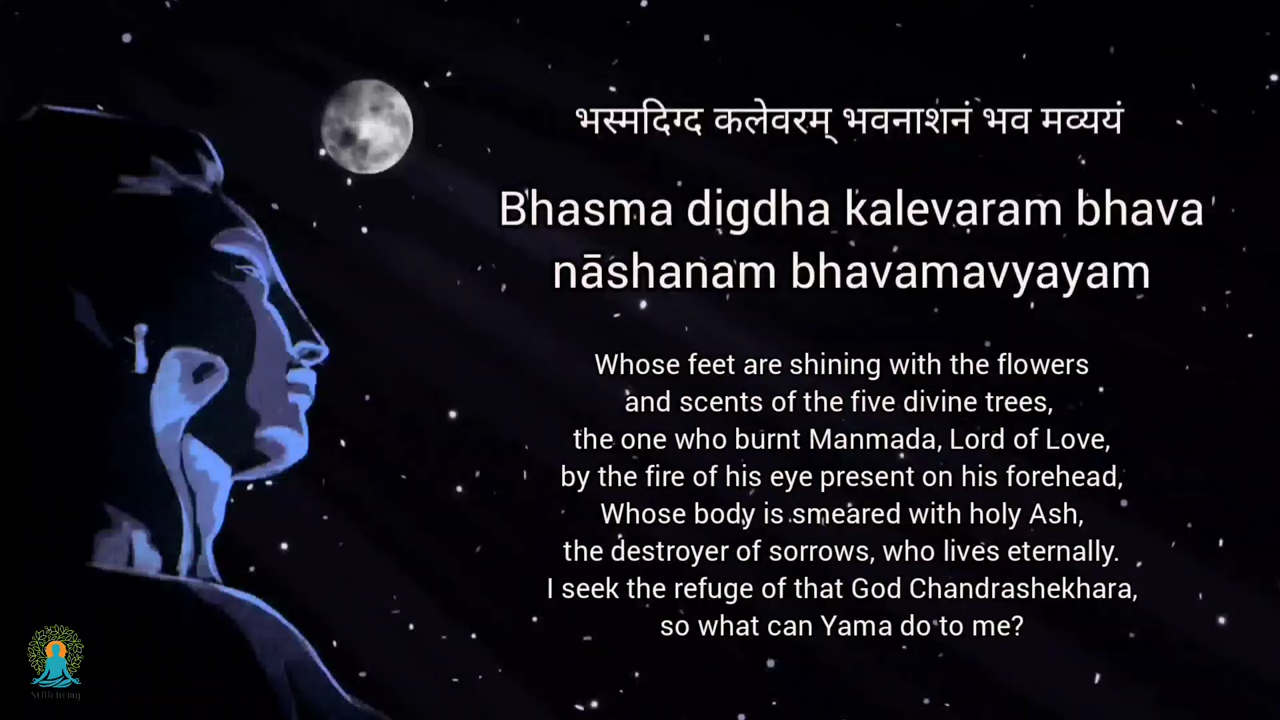 भस्मदिग्द कलेवरम् भवनाशनं भव मव्ययं
Bhasma digdha kalevaram bhava
nāshanam bhavamavyayam
Whose feet are shining with the flowers
and scents of the five divine trees,
the one who burnt Manmada, Lord of Love,
by the fire of his eye present on his forehead,
Whose body is smeared with holy Ash,
the destroyer of sorrows, who lives eternally.
I seek the refuge of that God Chandrashekhara,
so what can Yama do to me?